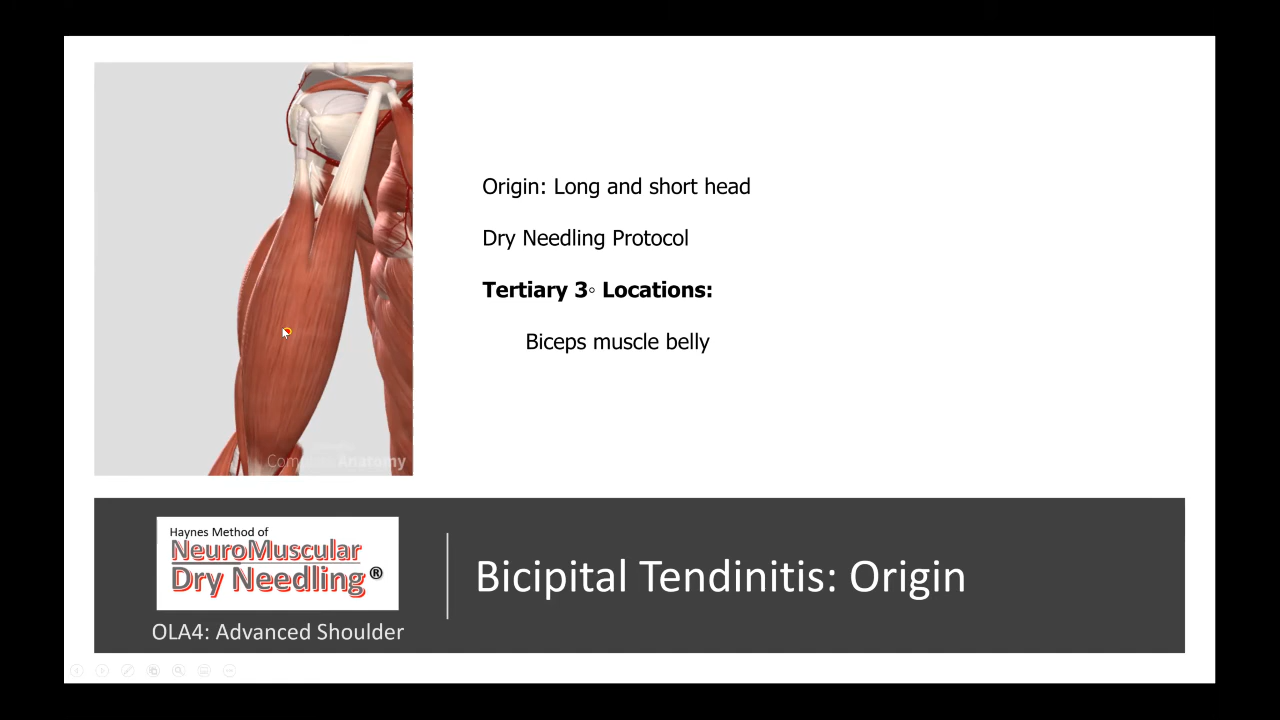 Origin: Long and short head
Dry Needling Protocol
Tertiary 3◦ Locations:
Biceps muscle belly
Anatomy
Haynes Method of
NeuroMuscular
Dry Needling®
OLA4: Advanced Shoulder
Bicipital Tendinitis: Origin